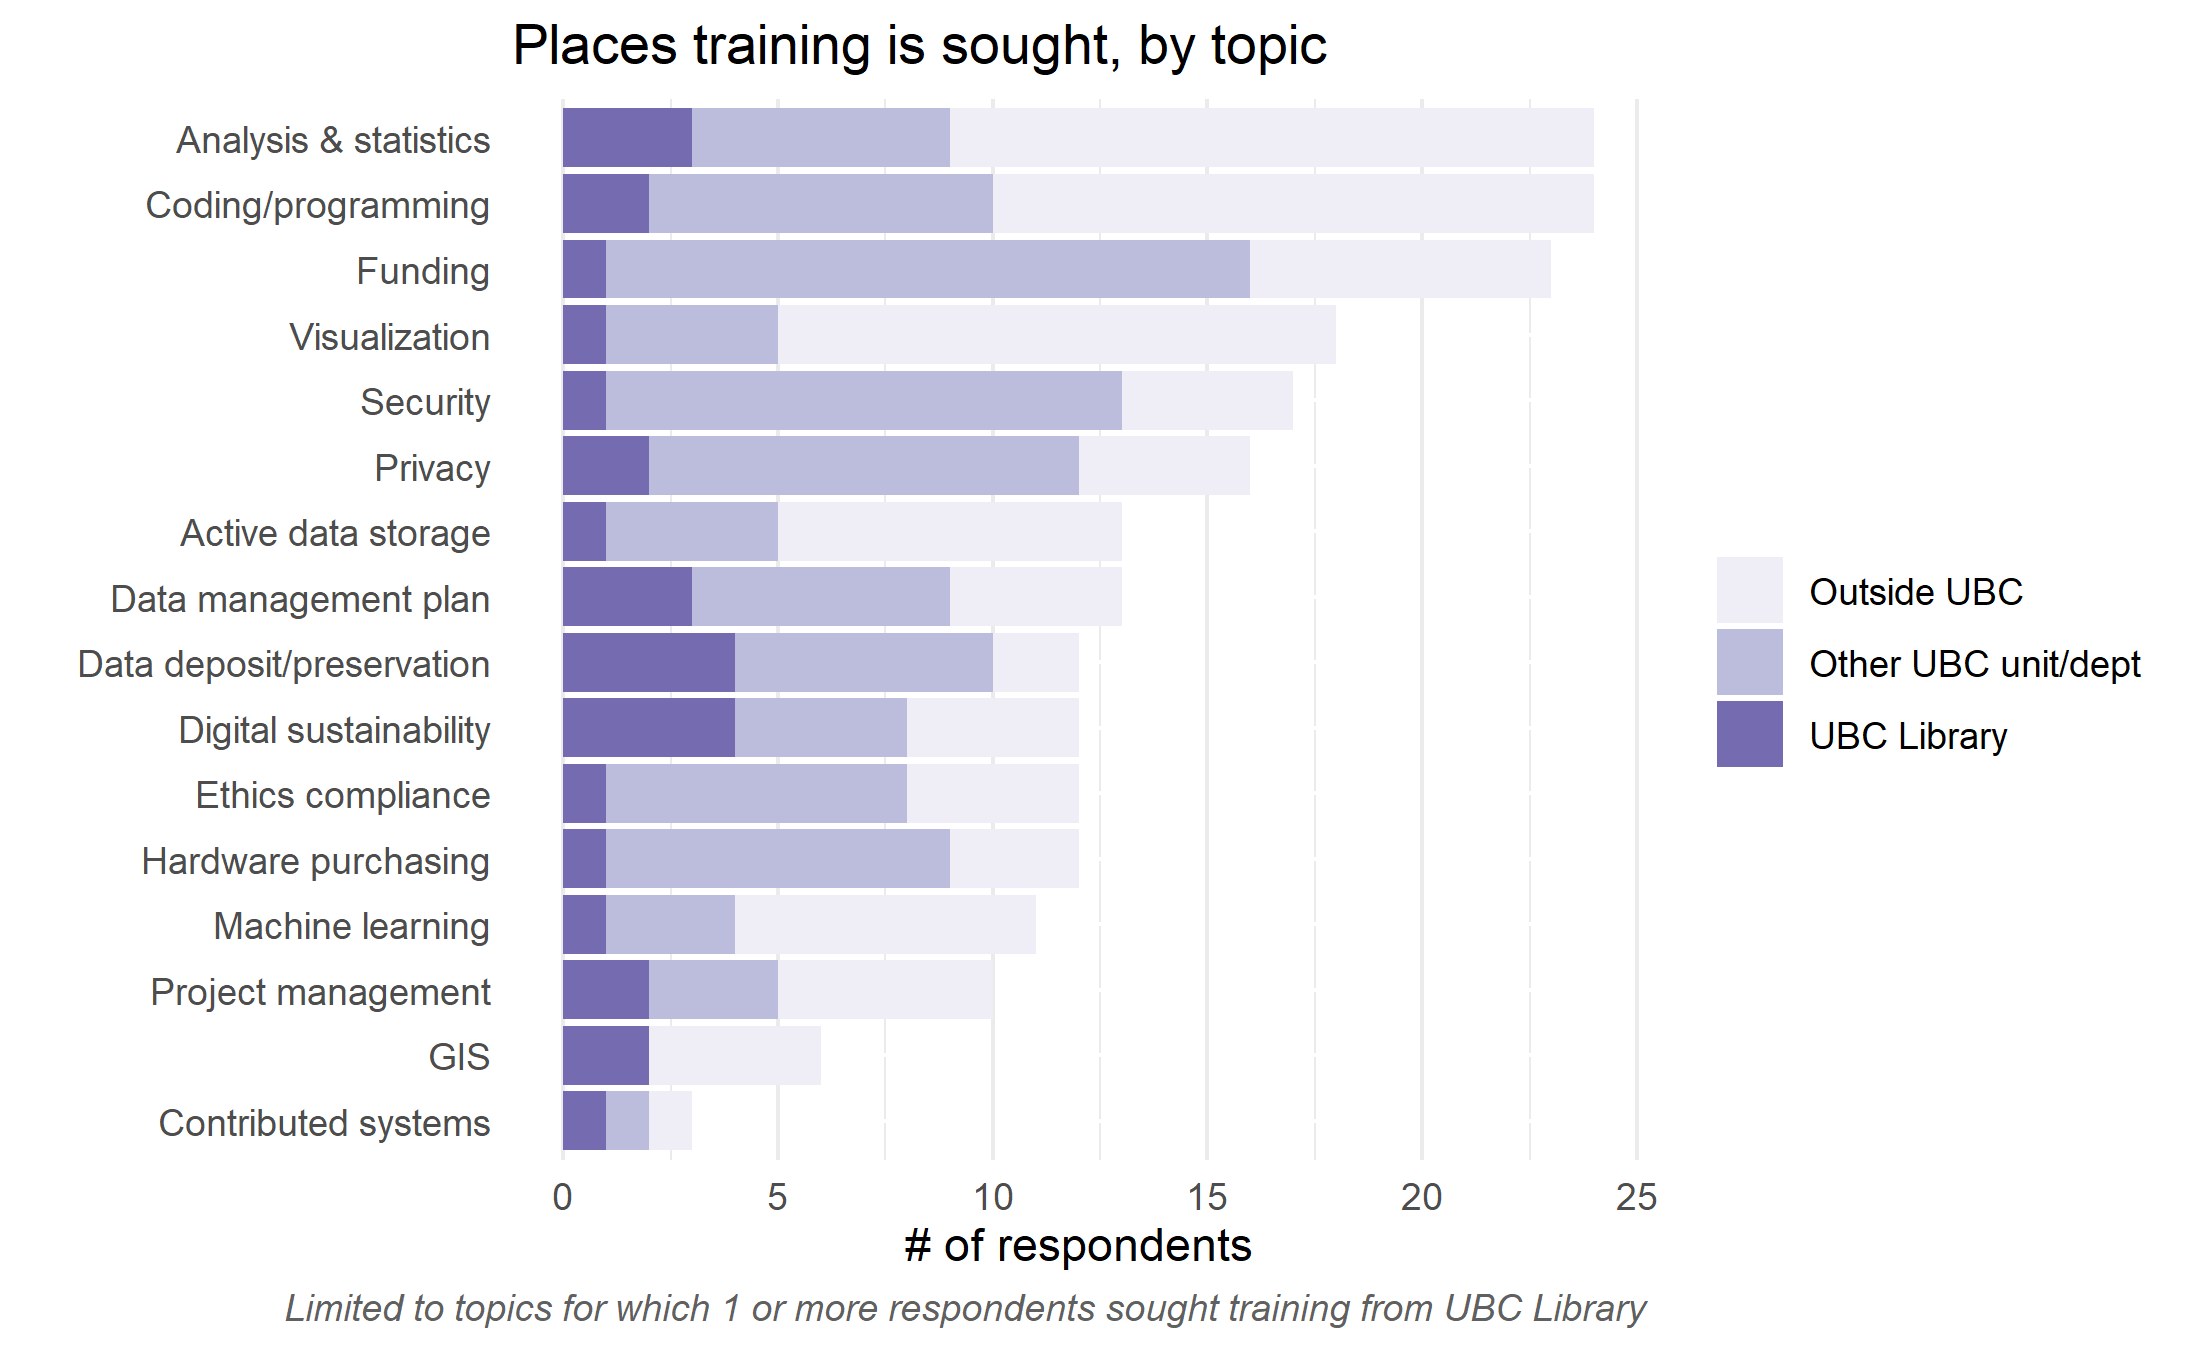 Places training is sought, by topic
Analysis & statistics
Coding/programming
Funding
Visualization
Security
Privacy
Active data storage
Data management plan
Data deposit/preservation
Digital sustainability
Ethics compliance
Hardware purchasing
Machine learning
Project management
GIS
Contributed systems
0 5 10 15 20 25
# of respondents
Limited to topics for which 1 or more respondents sought training from UBC Library
Outside UBC
Other UBC unit/dept
UBC Library